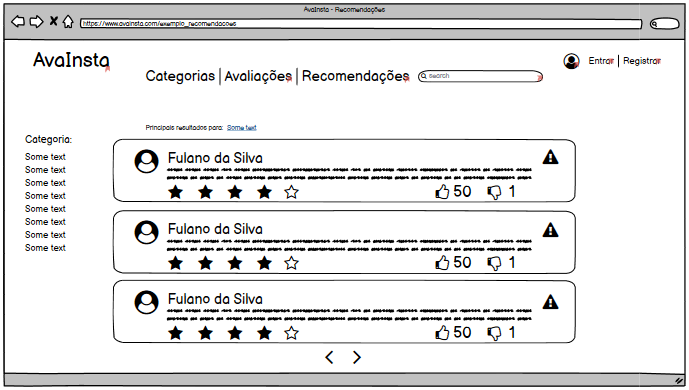 AvaInsta - Recomendações
https://www.avainsta.com/exemplo_recomendacoes
AvaInsta
Categorias | Avaliações | Recomendações
search
Entrar | Registrar
Principais resultados para: Some text
Categoria:
Some text
Some text
Some text
Some text
Some text
Some text
Some text
Some text
Fulano da Silva
50 1
Fulano da Silva
50 1
Fulano da Silva
50 1